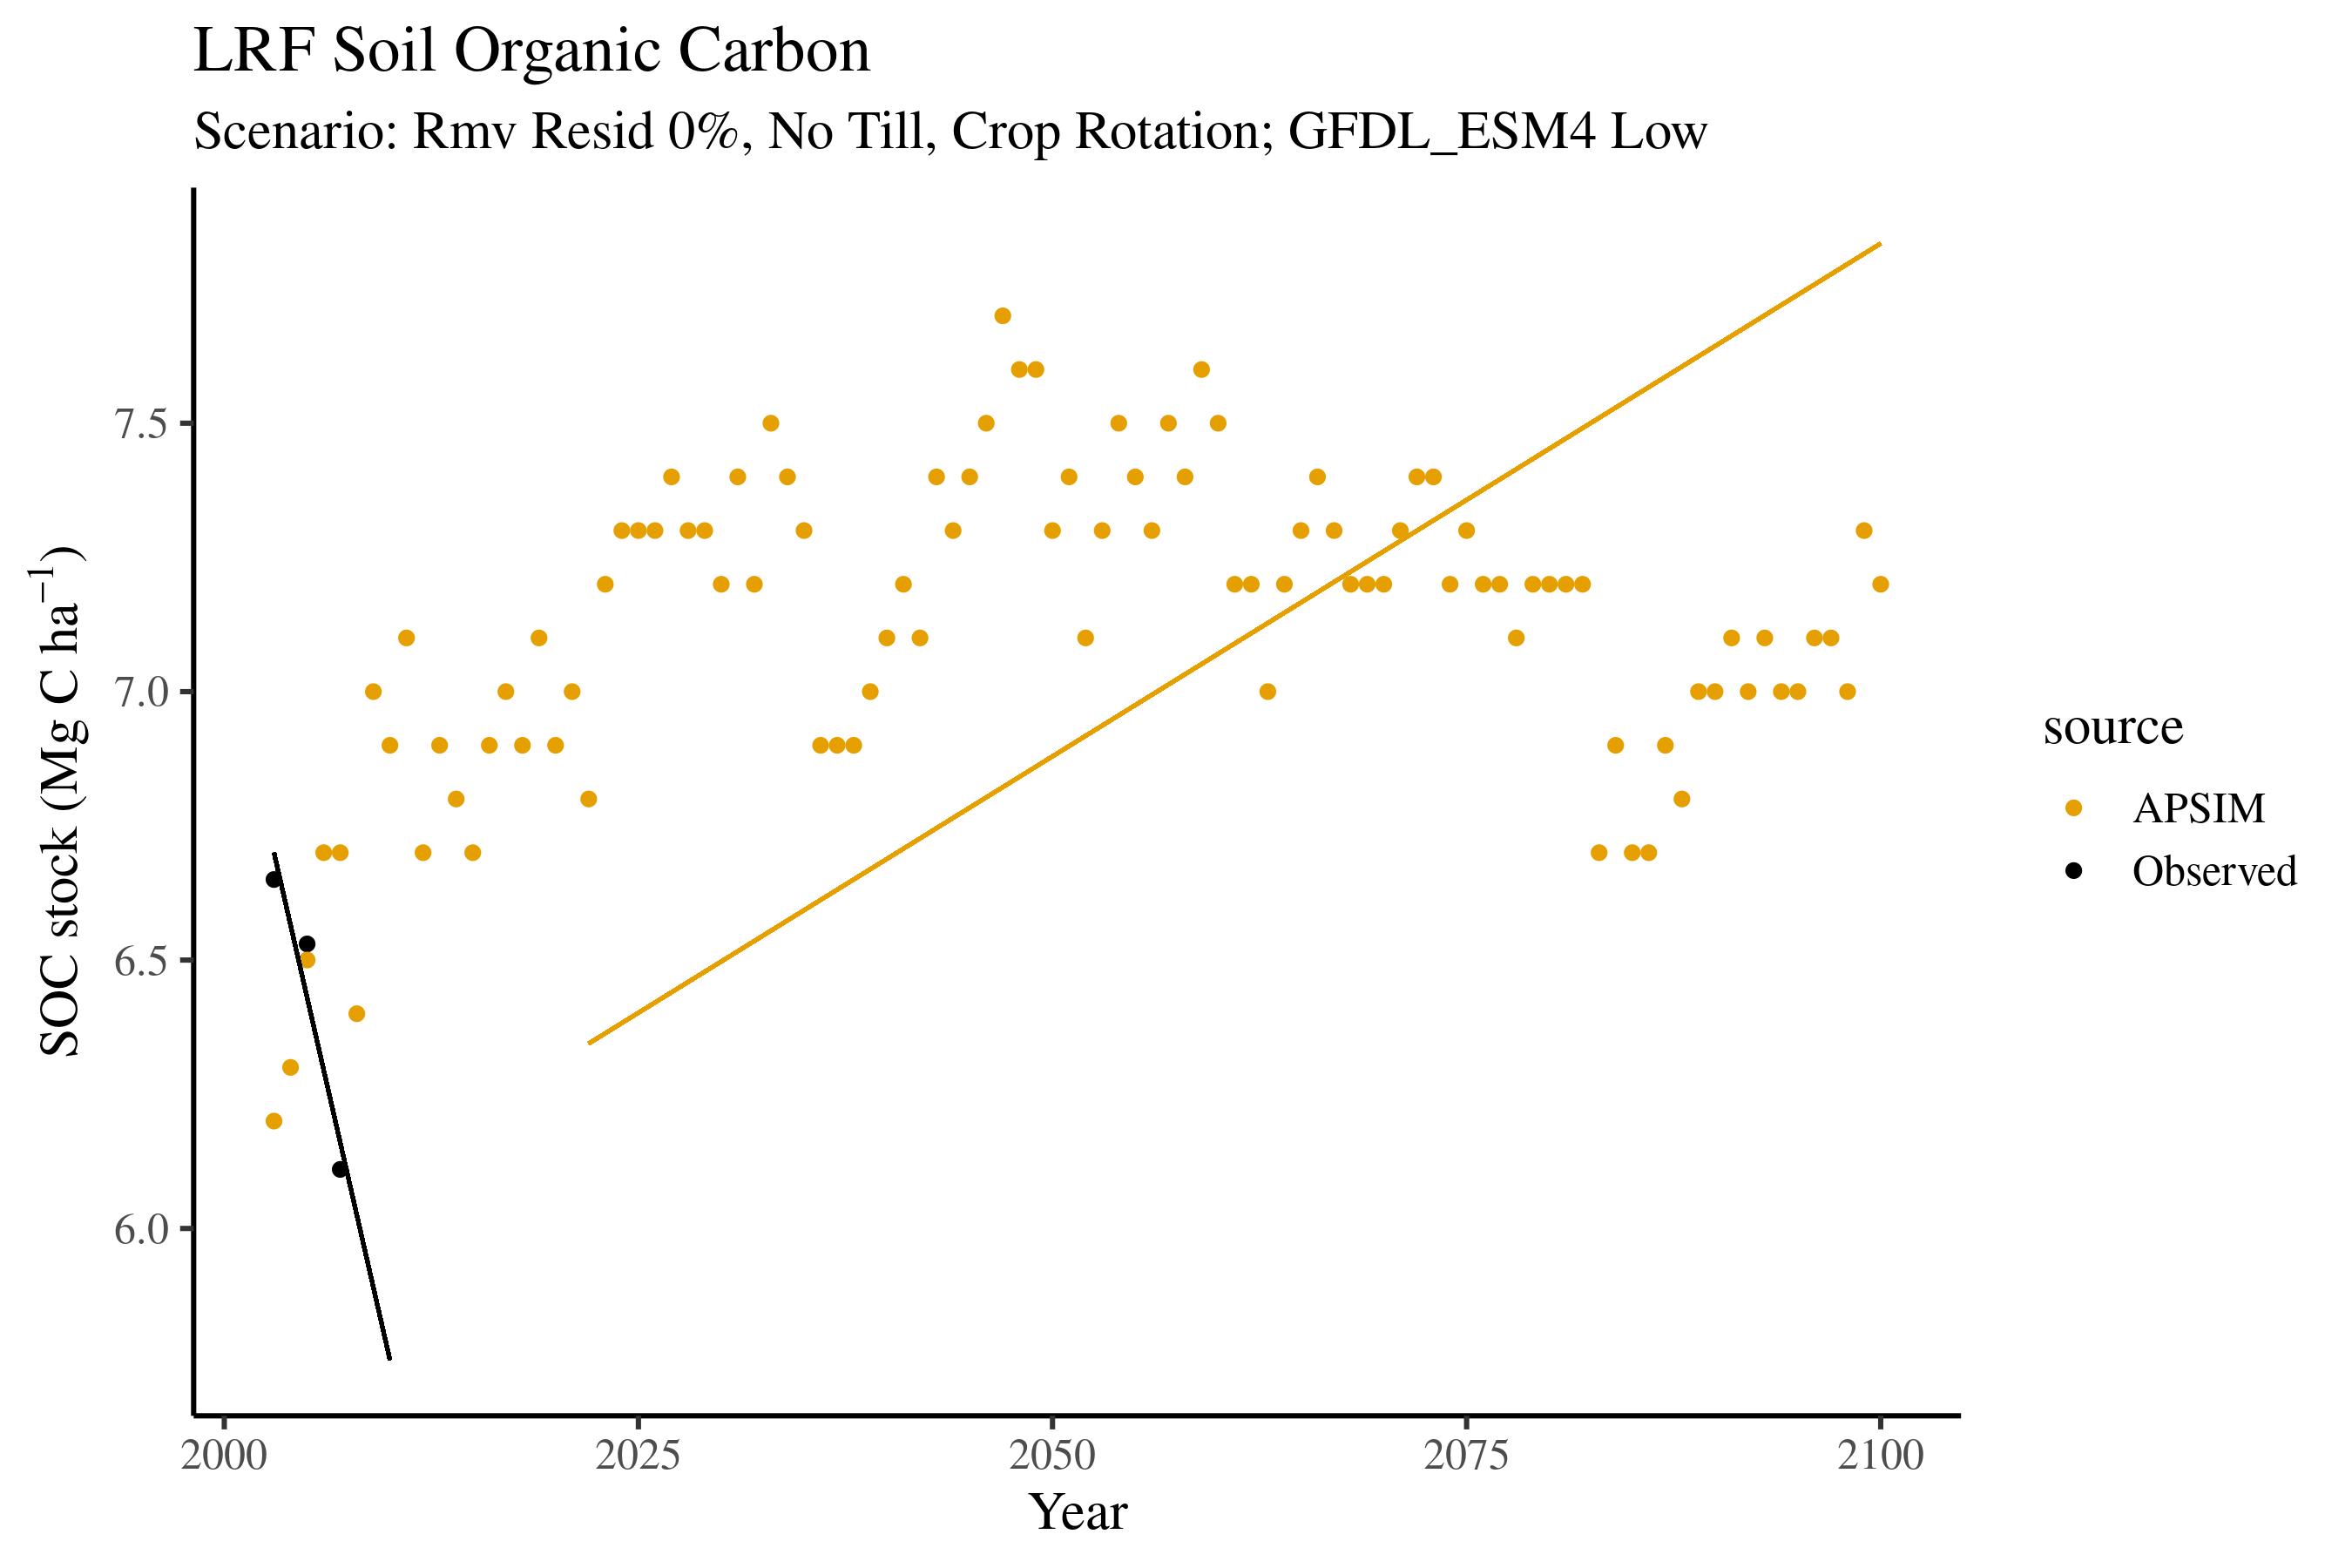 LRF Soil Organic Carbon
Scenario: Rmv Resid 0%, No Till, Crop Rotation; GFDL_ESM4 Low
SOC stock (Mg C ha⁻¹)
7.5
7.0
6.5
6.0
2000 2025 2050 2075 2100
Year
source
APSIM
Observed